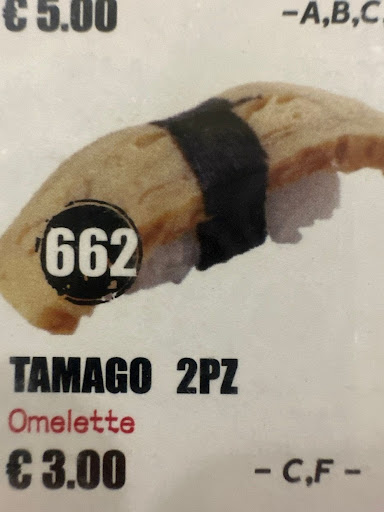 € 5.00 -A,B,C,
662
TAMAGO 2PZ
Omelette
€ 3.00 - C,F -